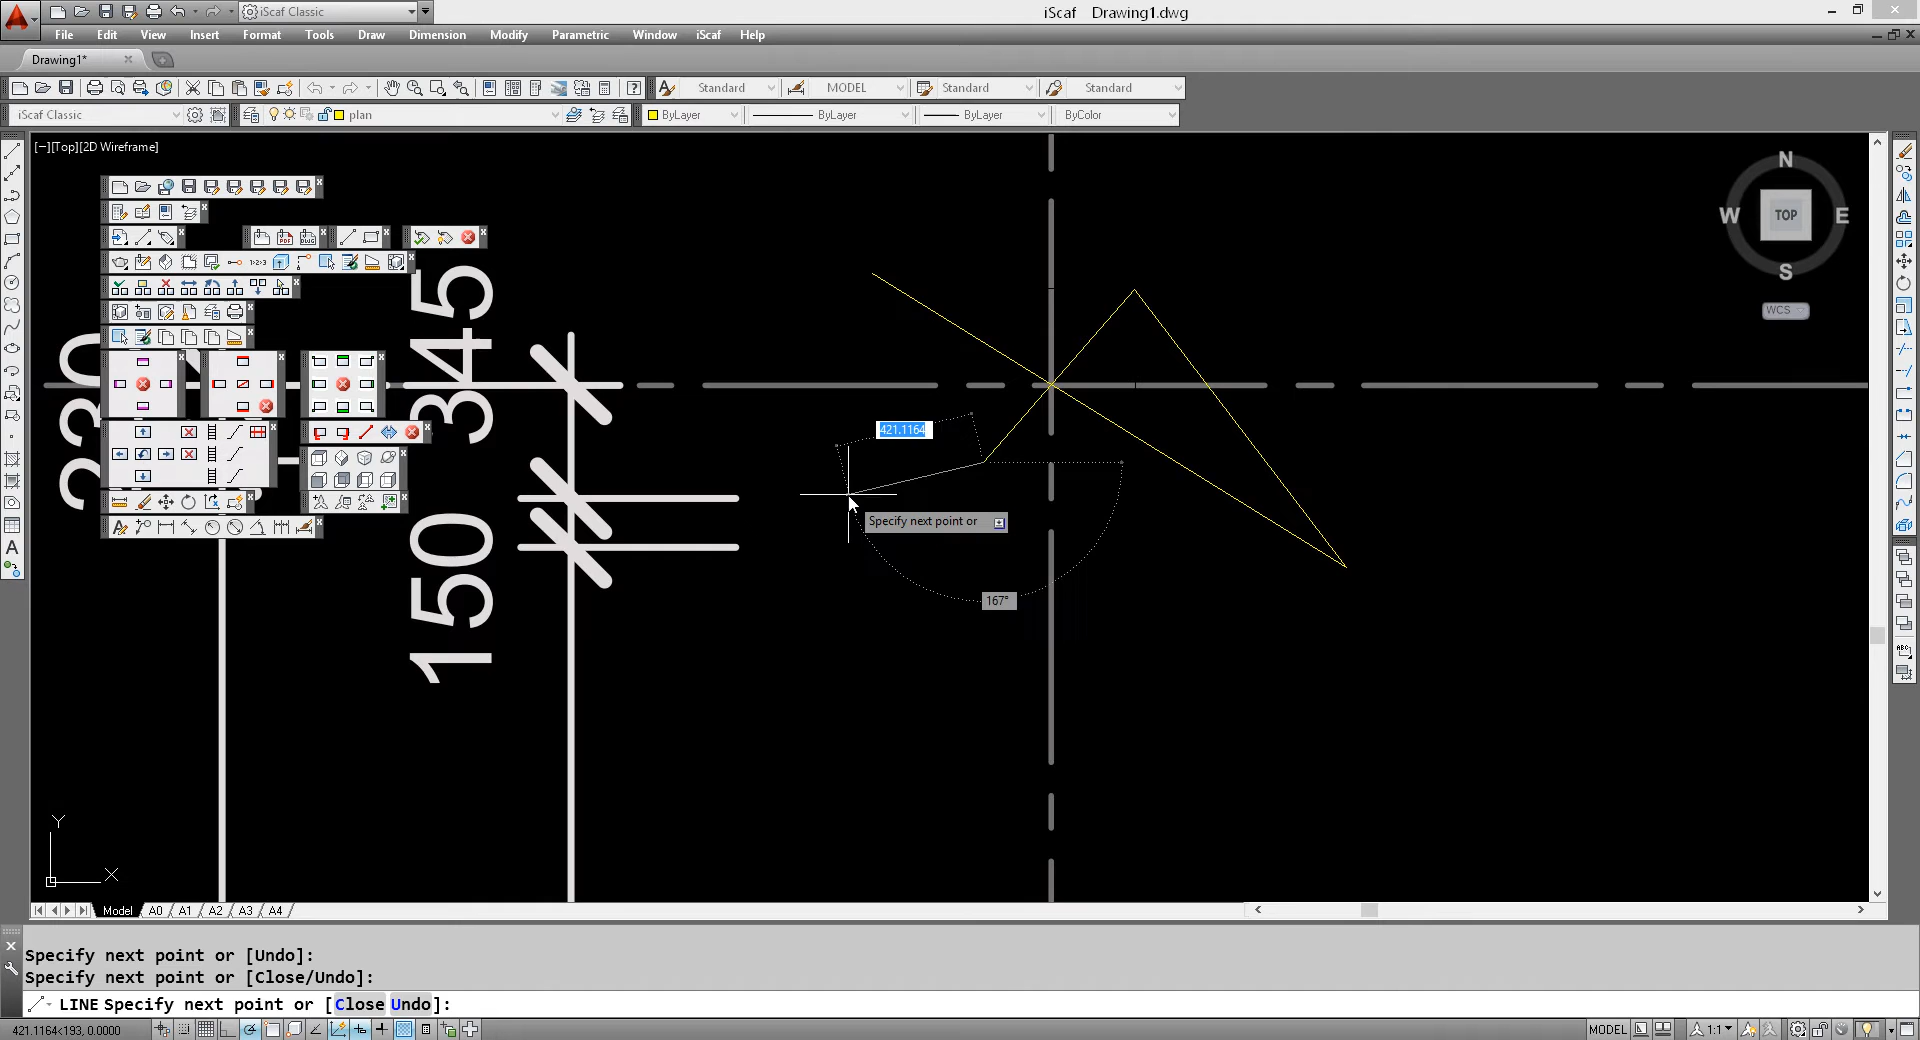 iScaf Classic
iScaf    Drawing1.dwg
File Edit View Insert Format Tools Draw Dimension Modify Parametric Window iScaf Help
Drawing1*
Standard MODEL Standard Standard
iScaf Classic plan ByLayer ByLayer ByLayer ByColor
[−][Top][2D Wireframe]
N
W TOP E
S
WCS
230
345
150
421.1164
Specify next point or
167°
Y
X
Model A0 A1 A2 A3 A4
Specify next point or [Undo]:
Specify next point or [Close/Undo]:
LINE Specify next point or [Close Undo]:
421.1164<193, 0.0000 MODEL 1:1